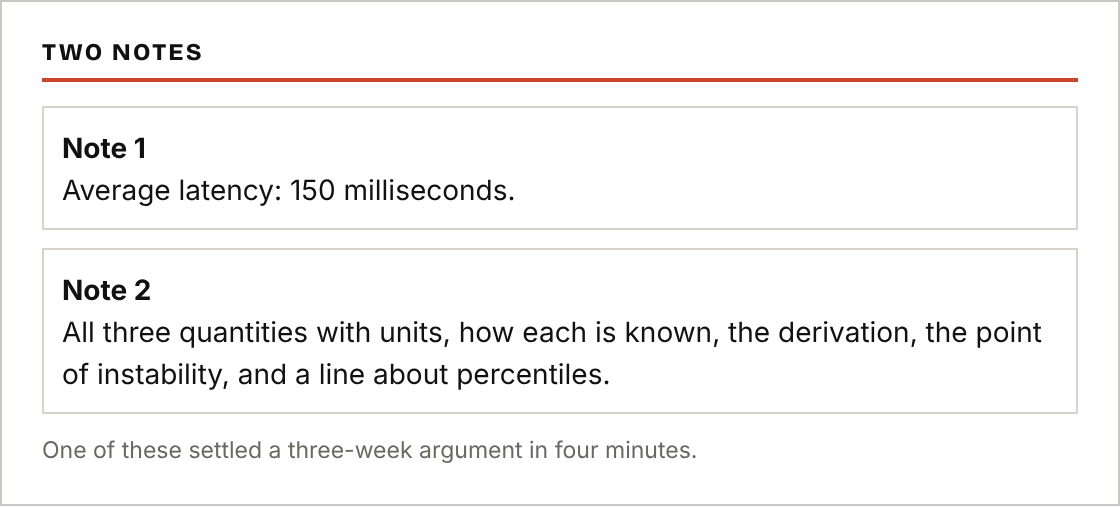 TWO NOTES
Note 1
Average latency: 150 milliseconds.
Note 2
All three quantities with units, how each is known, the derivation, the point
of instability, and a line about percentiles.
One of these settled a three-week argument in four minutes.